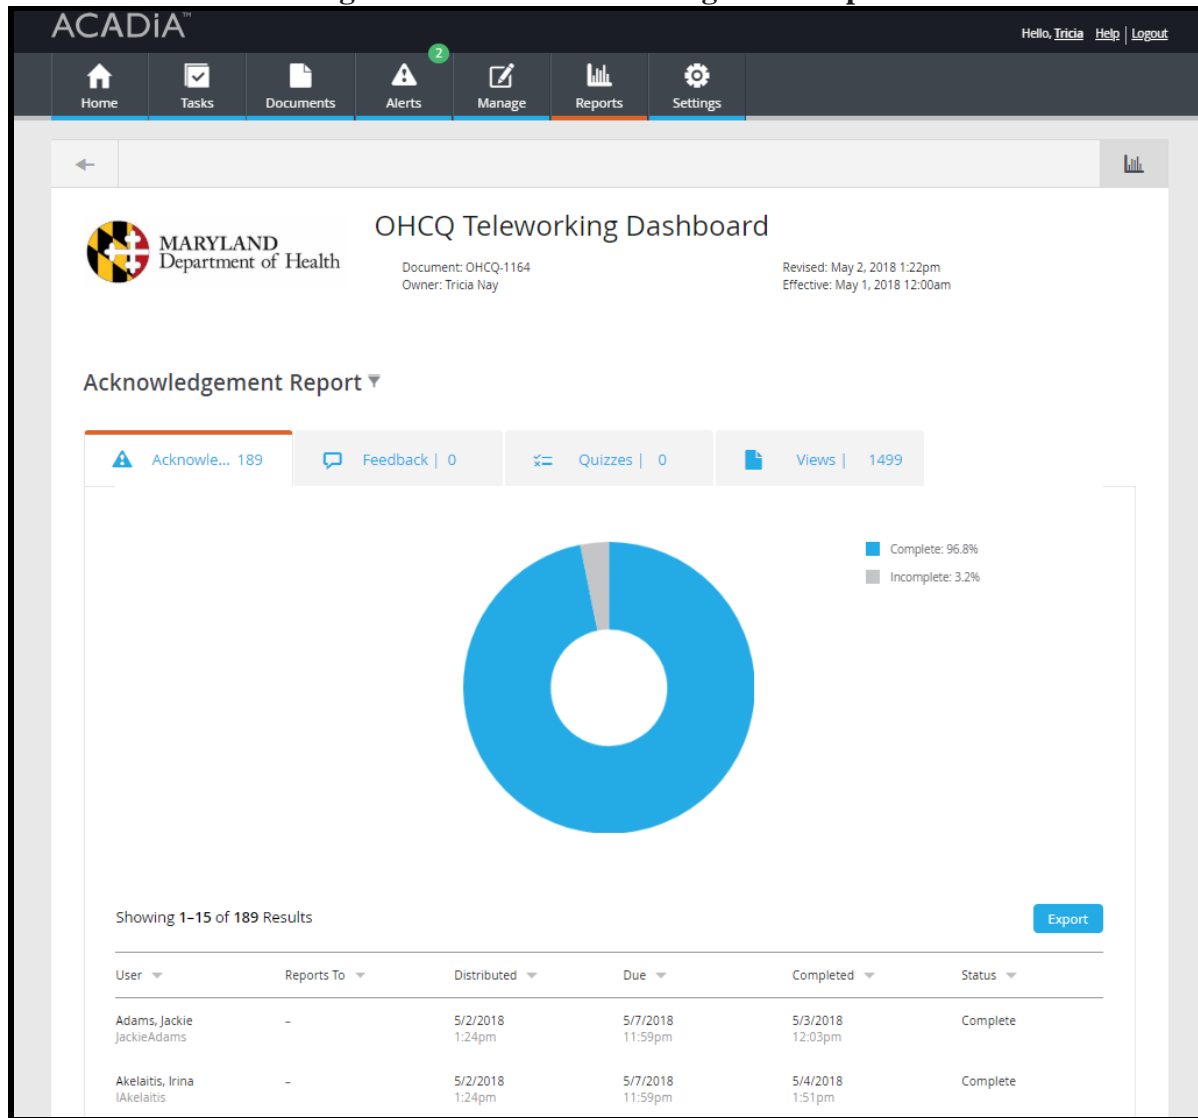 ACADiA™
Hello, Tricia Help | Logout
2
Home Tasks Documents Alerts Manage Reports Settings
MARYLAND
Department of Health
OHCQ Teleworking Dashboard
Document: OHCQ-1164 Revised: May 2, 2018 1:22pm
Owner: Tricia Nay Effective: May 1, 2018 12:00am
Acknowledgement Report
Acknowle... 189 Feedback | 0 Quizzes | 0 Views | 1499
Complete: 96.8%
Incomplete: 3.2%
Showing 1–15 of 189 Results Export
User Reports To Distributed Due Completed Status
Adams, Jackie – 5/2/2018 5/7/2018 5/3/2018 Complete
JackieAdams 1:24pm 11:59pm 12:03pm
Akelaitis, Irina – 5/2/2018 5/7/2018 5/4/2018 Complete
IAkelaitis 1:24pm 11:59pm 1:51pm